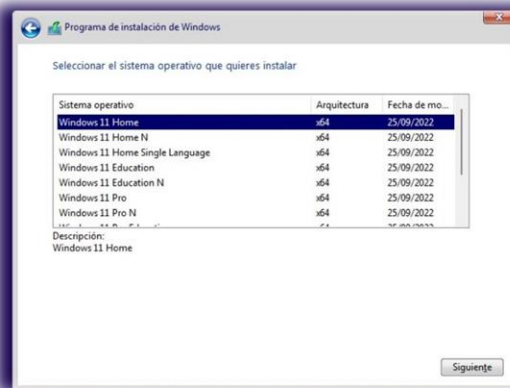 Programa de instalación de Windows
Seleccionar el sistema operativo que quieres instalar
Sistema operativo Arquitectura Fecha de mo...
Windows 11 Home x64 25/09/2022
Windows 11 Home N x64 25/09/2022
Windows 11 Home Single Language x64 25/09/2022
Windows 11 Education x64 25/09/2022
Windows 11 Education N x64 25/09/2022
Windows 11 Pro x64 25/09/2022
Windows 11 Pro N x64 25/09/2022
Descripción:
Windows 11 Home
Siguiente